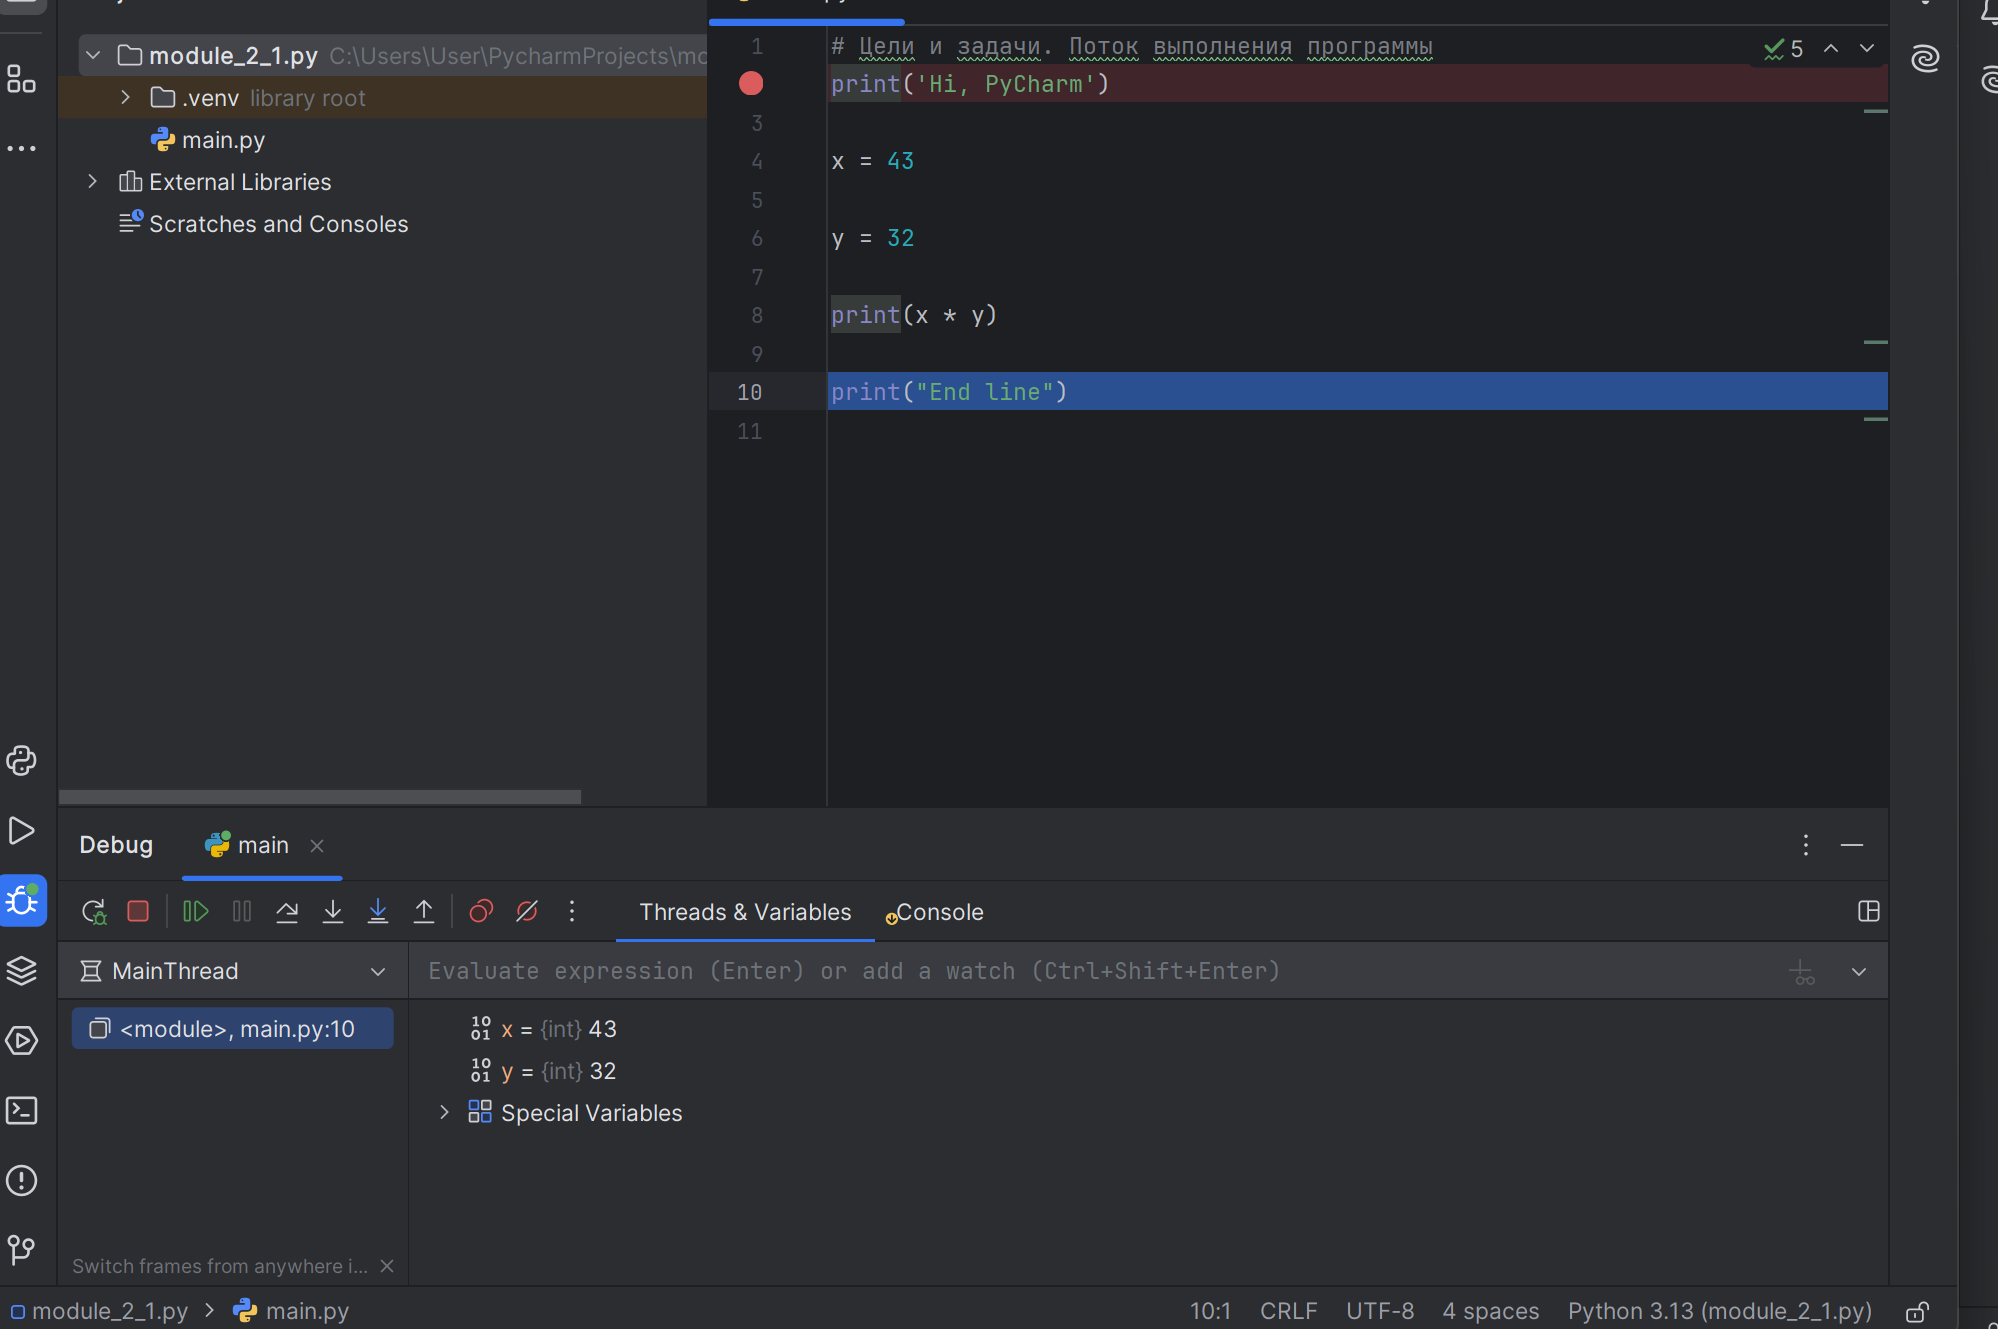 module_2_1.py C:\Users\User\PycharmProjects\mo
.venv library root
main.py
External Libraries
Scratches and Consoles
1 # Цели и задачи. Поток выполнения программы
5
print('Hi, PyCharm')
3
4 x = 43
5
6 y = 32
7
8 print(x * y)
9
10 print("End line")
11
Debug main
Threads & Variables Console
MainThread
Evaluate expression (Enter) or add a watch (Ctrl+Shift+Enter)
<module>, main.py:10
x = {int} 43
y = {int} 32
Special Variables
Switch frames from anywhere i...
module_2_1.py > main.py
10:1 CRLF UTF-8 4 spaces Python 3.13 (module_2_1.py)